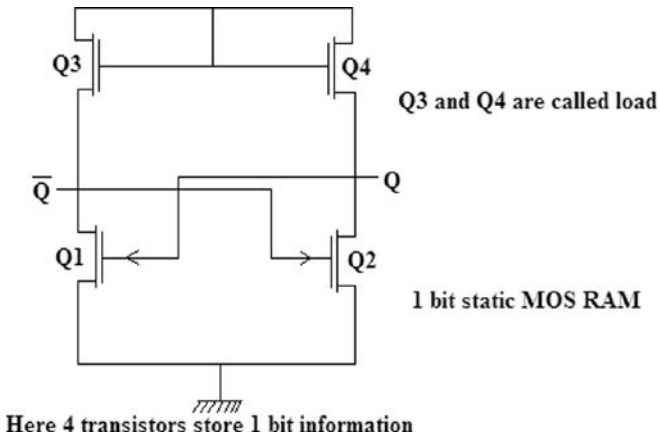 Q3
Q4
Q3 and Q4 are called load
Q̅
Q
Q1
Q2
1 bit static MOS RAM
Here 4 transistors store 1 bit information